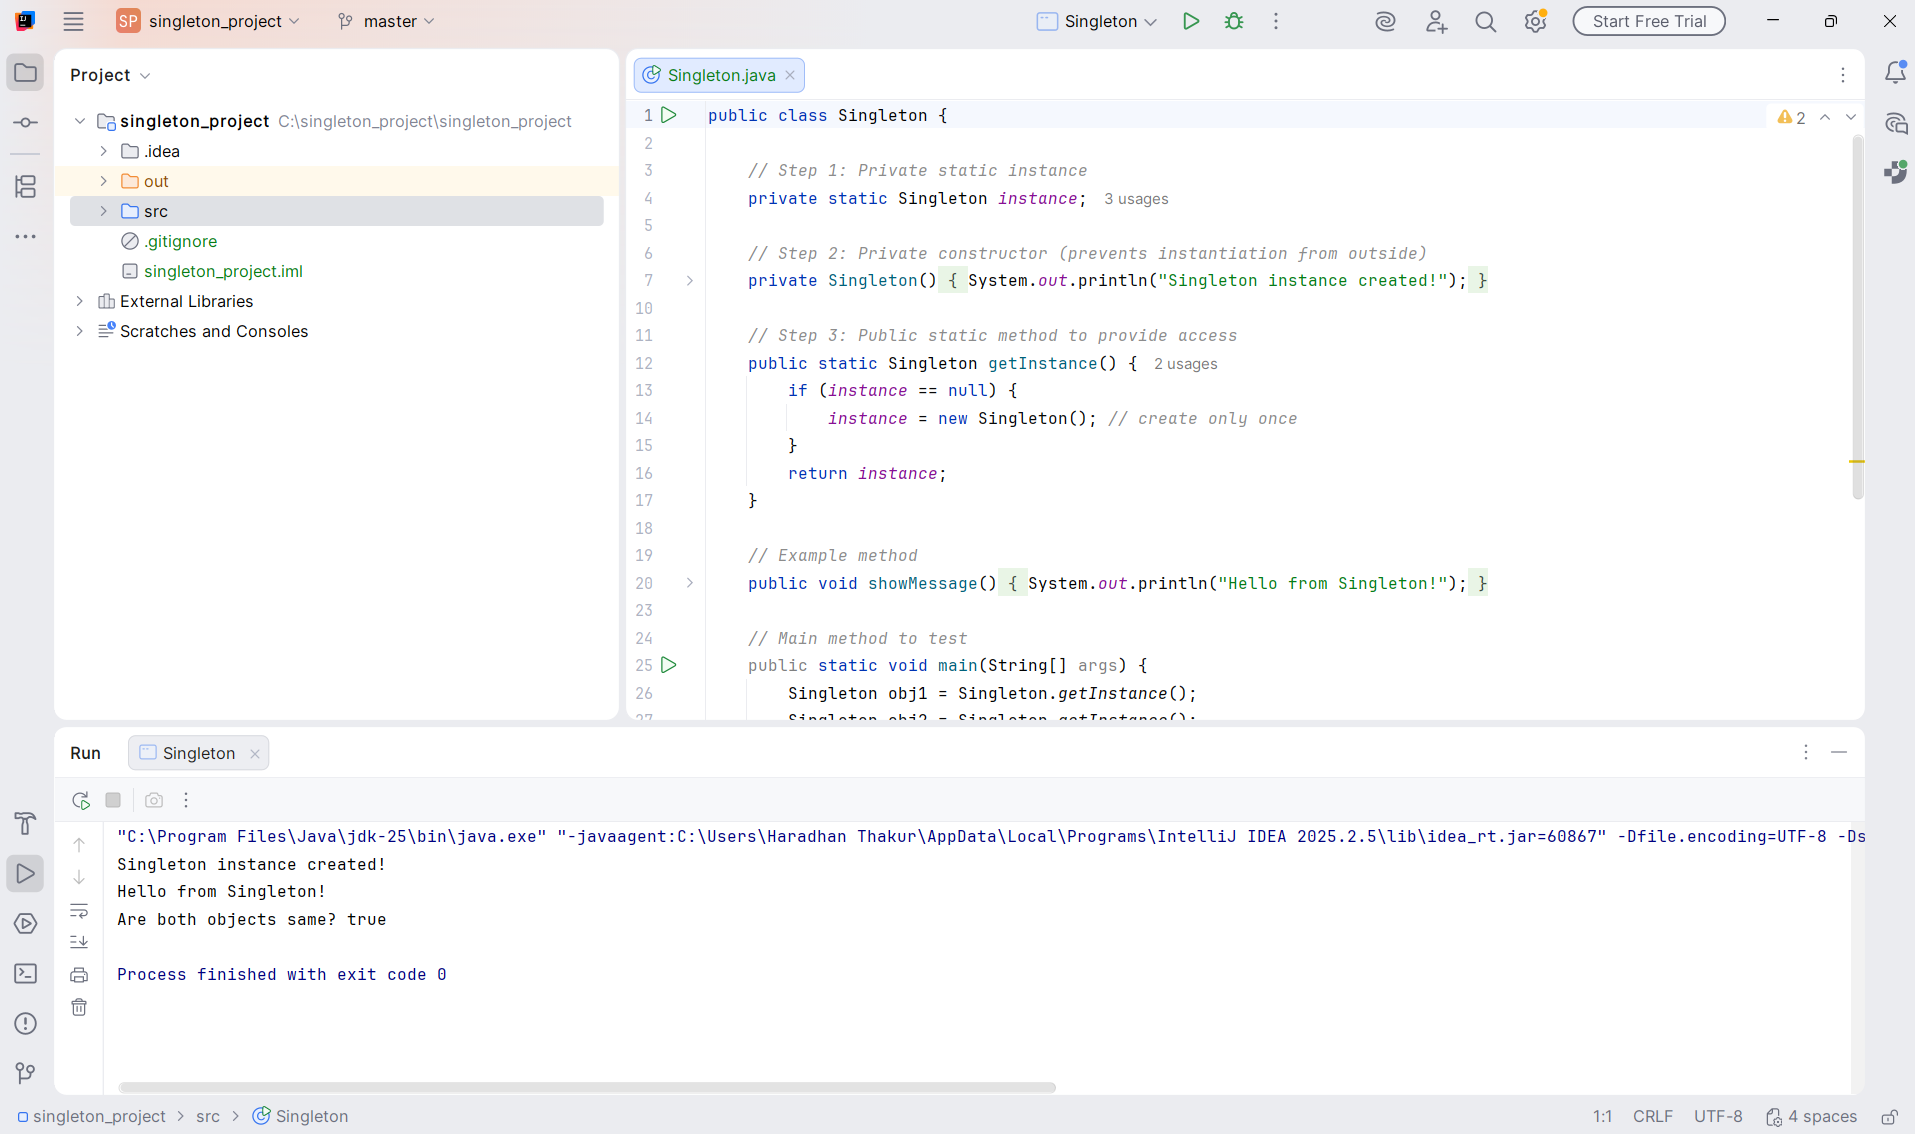 SP singleton_project master Singleton Start Free Trial
Project
singleton_project C:\singleton_project\singleton_project
.idea
out
src
.gitignore
singleton_project.iml
External Libraries
Scratches and Consoles
Singleton.java
2
1 public class Singleton {
2
3 // Step 1: Private static instance
4 private static Singleton instance; 3 usages
5
6 // Step 2: Private constructor (prevents instantiation from outside)
7 private Singleton() { System.out.println("Singleton instance created!"); }
10
11 // Step 3: Public static method to provide access
12 public static Singleton getInstance() { 2 usages
13 if (instance == null) {
14 instance = new Singleton(); // create only once
15 }
16 return instance;
17 }
18
19 // Example method
20 public void showMessage() { System.out.println("Hello from Singleton!"); }
23
24 // Main method to test
25 public static void main(String[] args) {
26 Singleton obj1 = Singleton.getInstance();
27 Singleton obj2 = Singleton.getInstance();
Run Singleton
"C:\Program Files\Java\jdk-25\bin\java.exe" "-javaagent:C:\Users\Haradhan Thakur\AppData\Local\Programs\IntelliJ IDEA 2025.2.5\lib\idea_rt.jar=60867" -Dfile.encoding=UTF-8 -Ds
Singleton instance created!
Hello from Singleton!
Are both objects same? true
Process finished with exit code 0
singleton_project > src > Singleton 1:1 CRLF UTF-8 4 spaces